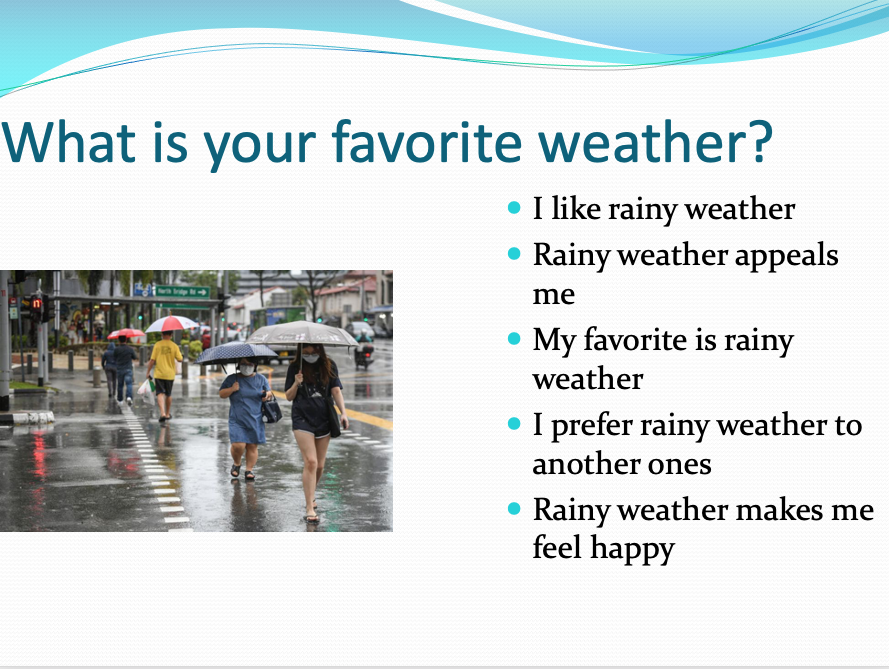 What is your favorite weather?
I like rainy weather
Rainy weather appeals
me
My favorite is rainy
weather
I prefer rainy weather to
another ones
Rainy weather makes me
feel happy
North Bridge Rd